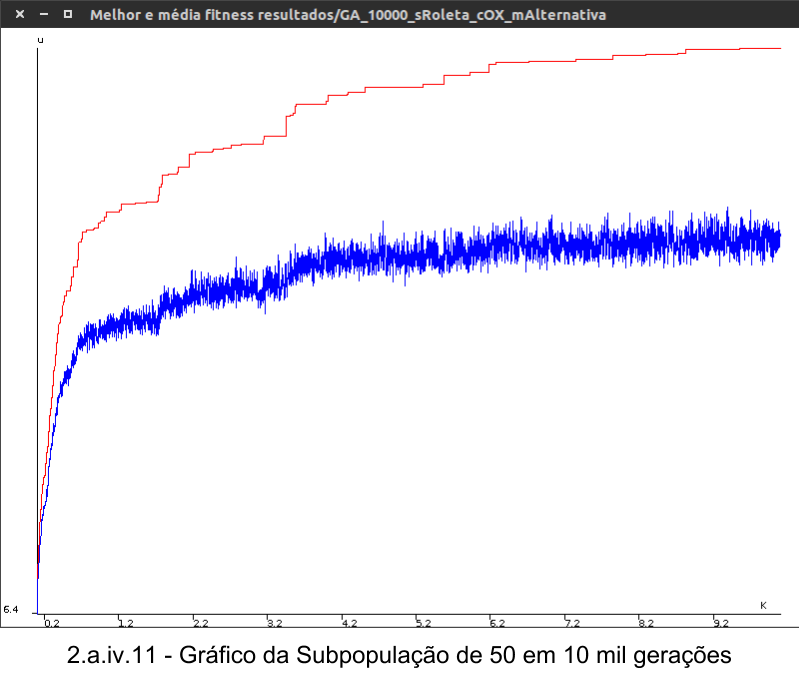 Melhor e média fitness resultados/GA_10000_sRoleta_cOX_mAlternativa
u
6.4
K
0.2 1.2 2.2 3.2 4.2 5.2 6.2 7.2 8.2 9.2
2.a.iv.11 - Gráfico da Subpopulação de 50 em 10 mil gerações